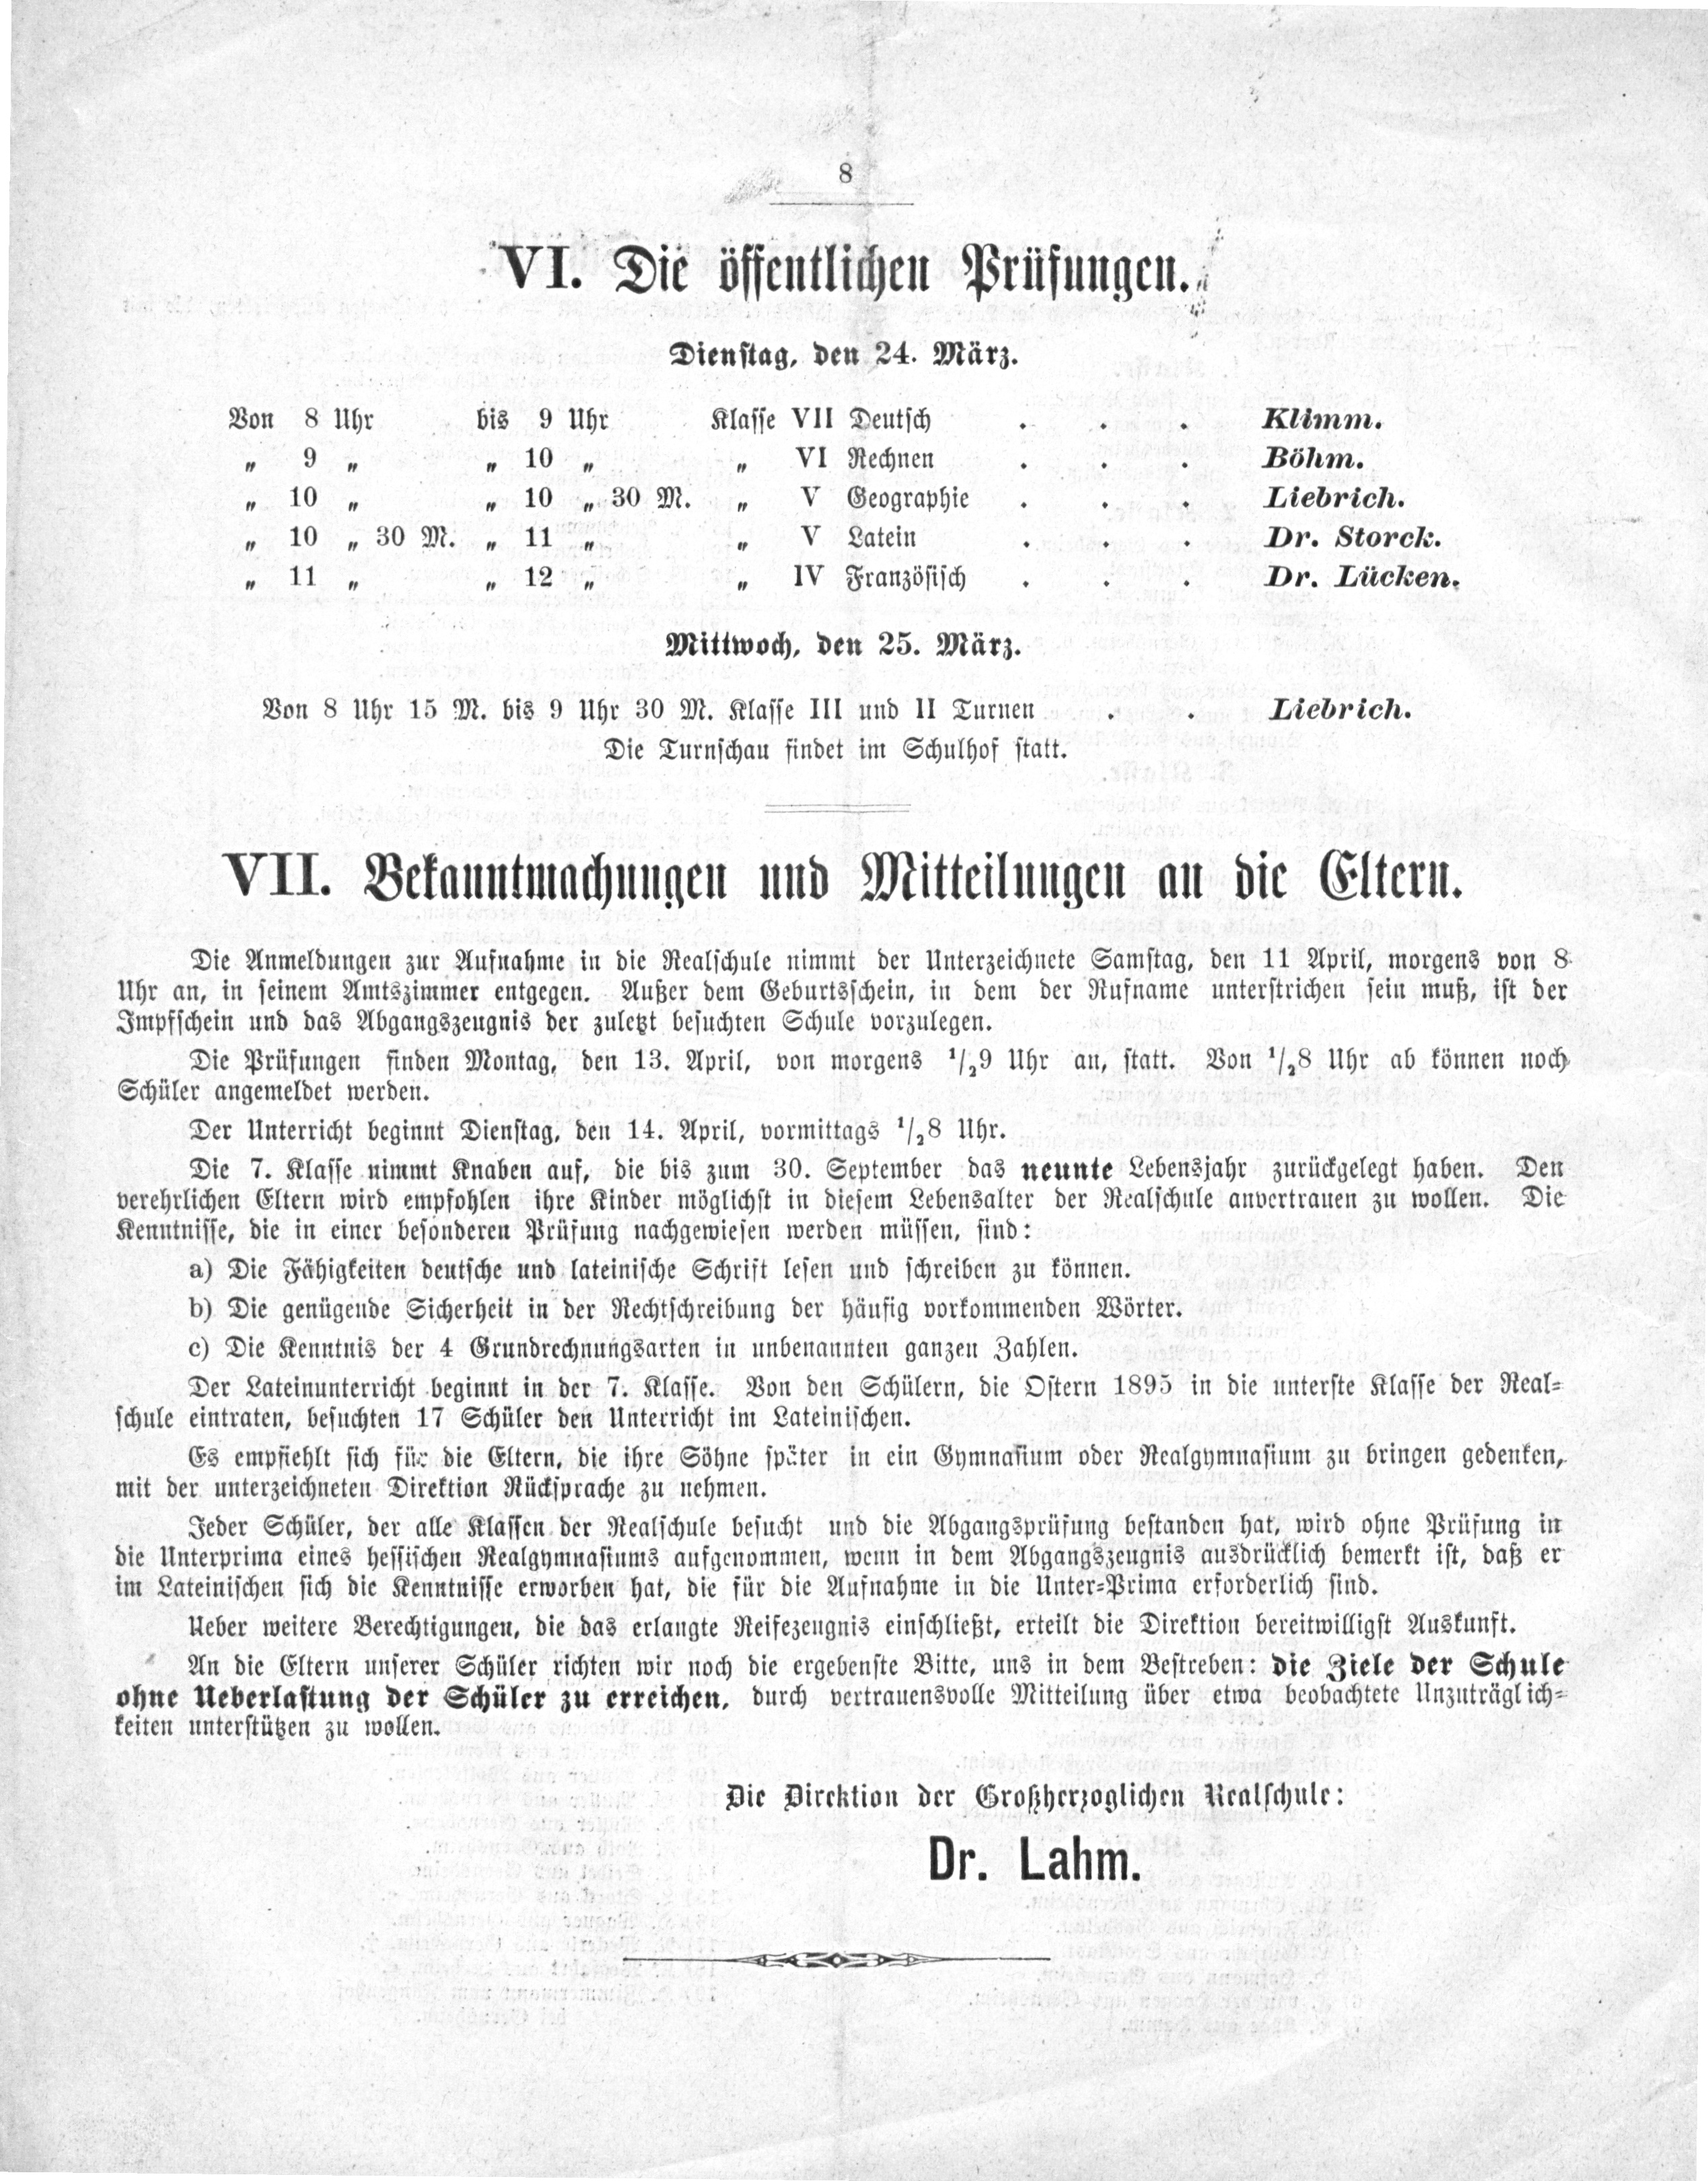 8
VI. Die öffentlichen Prüfungen.
Dienstag, den 24. März.
Von 8 Uhr bis 9 Uhr Klasse VII Deutsch . . . Klimm.
„ 9 „ „ 10 „ „ VI Rechnen . . . Böhm.
„ 10 „ „ 10 „ 30 M. „ V Geographie . . . Liebrich.
„ 10 „ 30 M. „ 11 „ „ V Latein . . . Dr. Storck.
„ 11 „ „ 12 „ „ IV Französisch . . . Dr. Lücken.
Mittwoch, den 25. März.
Von 8 Uhr 15 M. bis 9 Uhr 30 M. Klasse III und II Turnen . . Liebrich.
Die Turnschau findet im Schulhof statt.
VII. Bekanntmachungen und Mitteilungen an die Eltern.
Die Anmeldungen zur Aufnahme in die Realschule nimmt der Unterzeichnete Samstag, den 11 April, morgens von 8
Uhr an, in seinem Amtszimmer entgegen. Außer dem Geburtsschein, in dem der Rufname unterstrichen sein muß, ist der
Impfschein und das Abgangszeugnis der zuletzt besuchten Schule vorzulegen.
Die Prüfungen finden Montag, den 13. April, von morgens 1/2 9 Uhr an, statt. Von 1/2 8 Uhr ab können noch
Schüler angemeldet werden.
Der Unterricht beginnt Dienstag, den 14. April, vormittags 1/2 8 Uhr.
Die 7. Klasse nimmt Knaben auf, die bis zum 30. September das neunte Lebensjahr zurückgelegt haben. Den
verehrlichen Eltern wird empfohlen ihre Kinder möglichst in diesem Lebensalter der Realschule anvertrauen zu wollen. Die
Kenntnisse, die in einer besonderen Prüfung nachgewiesen werden müssen, sind:
a) Die Fähigkeiten deutsche und lateinische Schrift lesen und schreiben zu können.
b) Die genügende Sicherheit in der Rechtschreibung der häufig vorkommenden Wörter.
c) Die Kenntnis der 4 Grundrechnungsarten in unbenannten ganzen Zahlen.
Der Lateinunterricht beginnt in der 7. Klasse. Von den Schülern, die Ostern 1895 in die unterste Klasse der Real-
schule eintraten, besuchten 17 Schüler den Unterricht im Lateinischen.
Es empfiehlt sich für die Eltern, die ihre Söhne später in ein Gymnasium oder Realgymnasium zu bringen gedenken,
mit der unterzeichneten Direktion Rücksprache zu nehmen.
Jeder Schüler, der alle Klassen der Realschule besucht und die Abgangsprüfung bestanden hat, wird ohne Prüfung in
die Unterprima eines hessischen Realgymnasiums aufgenommen, wenn in dem Abgangszeugnis ausdrücklich bemerkt ist, daß er
im Lateinischen sich die Kenntnisse erworben hat, die für die Aufnahme in die Unter-Prima erforderlich sind.
Ueber weitere Berechtigungen, die das erlangte Reifezeugnis einschließt, erteilt die Direktion bereitwilligst Auskunft.
An die Eltern unserer Schüler richten wir noch die ergebenste Bitte, uns in dem Bestreben: die Ziele der Schule
ohne Ueberlastung der Schüler zu erreichen, durch vertrauensvolle Mitteilung über etwa beobachtete Unzuträglich-
keiten unterstützen zu wollen.
Die Direktion der Großherzoglichen Realschule:
Dr. Lahm.